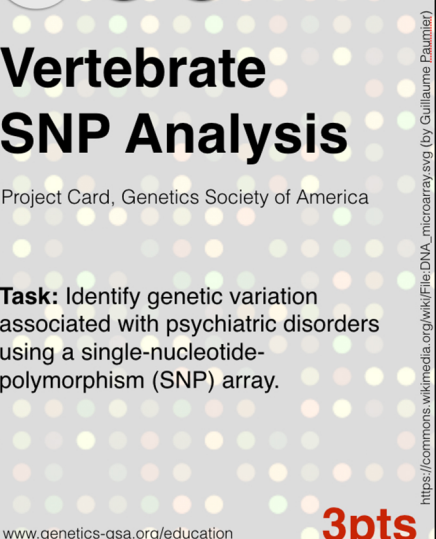 Vertebrate
SNP Analysis
Project Card, Genetics Society of America
Task: Identify genetic variation
associated with psychiatric disorders
using a single-nucleotide-
polymorphism (SNP) array.
3pts
www.genetics-gsa.org/education
https://commons.wikimedia.org/wiki/File:DNA_microarray.svg (by Guillaume Paumier)